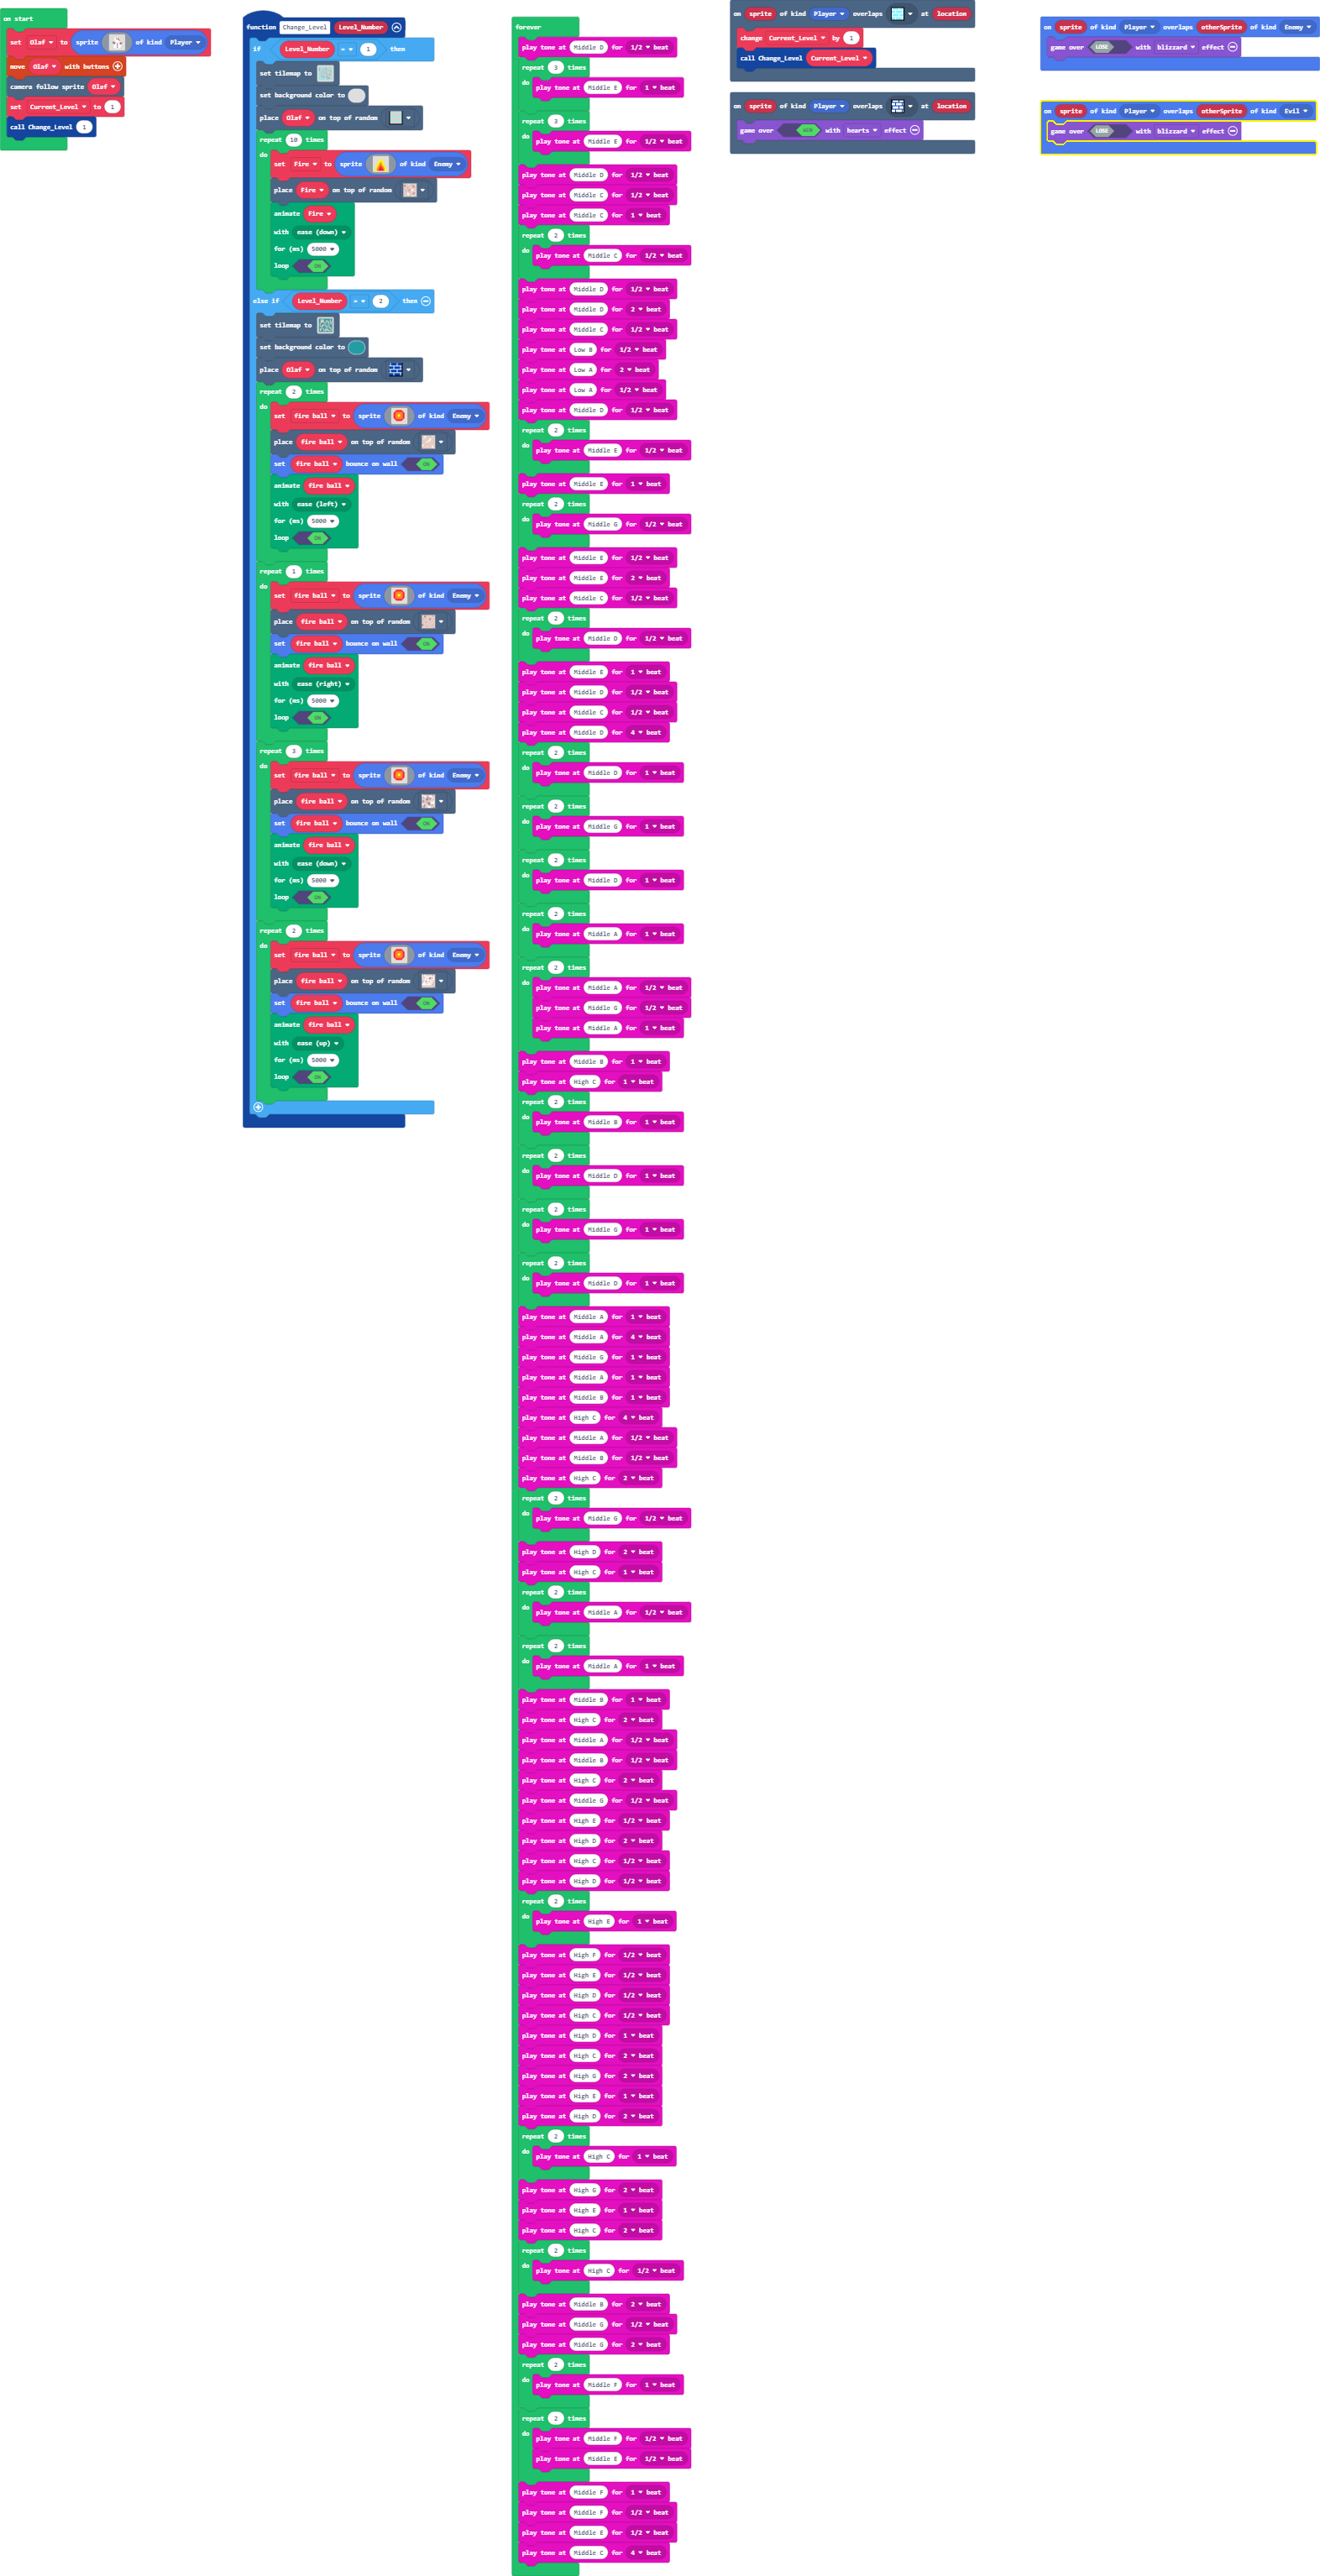 on start
set Olaf to sprite of kind Player
move Olaf with buttons
camera follow sprite Olaf
set Current_Level to 1
call Change_Level 1
function Change_Level Level_Number
if Level_Number = 1 then
set tilemap to
set background color to
place Olaf on top of random
repeat 10 times
do
set Fire to sprite of kind Enemy
place Fire on top of random
animate Fire
with ease (down)
for (ms) 5000
loop ON
else if Level_Number = 2 then
set tilemap to
set background color to
place Olaf on top of random
repeat 2 times
do
set fire ball to sprite of kind Enemy
place fire ball on top of random
set fire ball bounce on wall ON
animate fire ball
with ease (left)
for (ms) 5000
loop ON
repeat 1 times
do
set fire ball to sprite of kind Enemy
place fire ball on top of random
set fire ball bounce on wall ON
animate fire ball
with ease (right)
for (ms) 5000
loop ON
repeat 3 times
do
set fire ball to sprite of kind Enemy
place fire ball on top of random
set fire ball bounce on wall ON
animate fire ball
with ease (down)
for (ms) 5000
loop ON
repeat 2 times
do
set fire ball to sprite of kind Enemy
place fire ball on top of random
set fire ball bounce on wall ON
animate fire ball
with ease (up)
for (ms) 5000
loop ON
forever
play tone at Middle D for 1/2 beat
repeat 3 times
do play tone at Middle E for 1 beat
repeat 3 times
do play tone at Middle E for 1/2 beat
play tone at Middle D for 1/2 beat
play tone at Middle C for 1/2 beat
play tone at Middle C for 1 beat
repeat 2 times
do play tone at Middle C for 1/2 beat
play tone at Middle D for 1/2 beat
play tone at Middle D for 2 beat
play tone at Middle C for 1/2 beat
play tone at Low B for 1/2 beat
play tone at Low A for 2 beat
play tone at Low A for 1/2 beat
play tone at Middle D for 1/2 beat
repeat 2 times
do play tone at Middle E for 1/2 beat
play tone at Middle E for 1 beat
repeat 2 times
do play tone at Middle G for 1/2 beat
play tone at Middle E for 1/2 beat
play tone at Middle E for 2 beat
play tone at Middle C for 1/2 beat
repeat 2 times
do play tone at Middle D for 1/2 beat
play tone at Middle E for 1 beat
play tone at Middle D for 1/2 beat
play tone at Middle C for 1/2 beat
play tone at Middle D for 4 beat
repeat 2 times
do play tone at Middle D for 1 beat
repeat 2 times
do play tone at Middle G for 1 beat
repeat 2 times
do play tone at Middle D for 1 beat
repeat 2 times
do play tone at Middle A for 1 beat
repeat 2 times
do play tone at Middle A for 1/2 beat
play tone at Middle G for 1/2 beat
play tone at Middle A for 1 beat
play tone at Middle B for 1 beat
play tone at High C for 1 beat
repeat 2 times
do play tone at Middle B for 1 beat
repeat 2 times
do play tone at Middle D for 1 beat
repeat 2 times
do play tone at Middle G for 1 beat
repeat 2 times
do play tone at Middle D for 1 beat
play tone at Middle A for 1 beat
play tone at Middle A for 4 beat
play tone at Middle G for 1 beat
play tone at Middle A for 1 beat
play tone at Middle B for 1 beat
play tone at High C for 4 beat
play tone at Middle A for 1/2 beat
play tone at Middle B for 1/2 beat
play tone at High C for 2 beat
repeat 2 times
do play tone at Middle G for 1/2 beat
play tone at High D for 2 beat
play tone at High C for 1 beat
repeat 2 times
do play tone at Middle A for 1/2 beat
repeat 2 times
do play tone at Middle A for 1 beat
play tone at Middle B for 1 beat
play tone at High C for 2 beat
play tone at Middle A for 1/2 beat
play tone at Middle B for 1/2 beat
play tone at High C for 2 beat
play tone at Middle G for 1/2 beat
play tone at High E for 1/2 beat
play tone at High D for 2 beat
play tone at High C for 1/2 beat
play tone at High D for 1/2 beat
repeat 2 times
do play tone at High E for 1 beat
play tone at High F for 1/2 beat
play tone at High E for 1/2 beat
play tone at High D for 1/2 beat
play tone at High C for 1/2 beat
play tone at High D for 1 beat
play tone at High C for 2 beat
play tone at High G for 2 beat
play tone at High E for 1 beat
play tone at High D for 2 beat
repeat 2 times
do play tone at High C for 1 beat
play tone at High G for 2 beat
play tone at High E for 1 beat
play tone at High C for 2 beat
repeat 2 times
do play tone at High C for 1/2 beat
play tone at Middle B for 2 beat
play tone at Middle G for 1/2 beat
play tone at Middle G for 2 beat
repeat 2 times
do play tone at Middle F for 1 beat
repeat 2 times
do play tone at Middle F for 1/2 beat
play tone at Middle E for 1/2 beat
play tone at Middle F for 1 beat
play tone at Middle F for 1/2 beat
play tone at Middle E for 1/2 beat
play tone at Middle C for 4 beat
on sprite of kind Player overlaps at location
change Current_Level by 1
call Change_Level Current_Level
on sprite of kind Player overlaps at location
game over WIN with hearts effect
on sprite of kind Player overlaps otherSprite of kind Enemy
game over LOSE with blizzard effect
on sprite of kind Player overlaps otherSprite of kind Evil
game over LOSE with blizzard effect